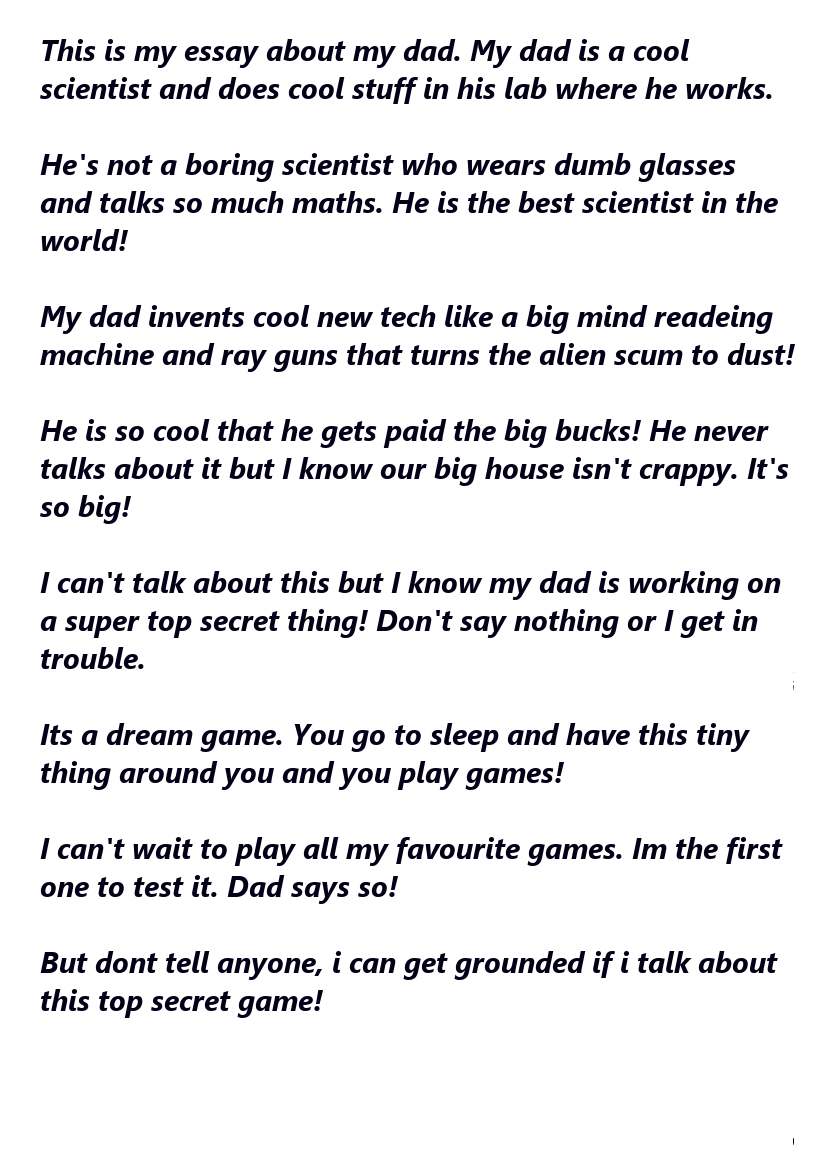 This is my essay about my dad. My dad is a cool
scientist and does cool stuff in his lab where he works.
He's not a boring scientist who wears dumb glasses
and talks so much maths. He is the best scientist in the
world!
My dad invents cool new tech like a big mind readeing
machine and ray guns that turns the alien scum to dust!
He is so cool that he gets paid the big bucks! He never
talks about it but I know our big house isn't crappy. It's
so big!
I can't talk about this but I know my dad is working on
a super top secret thing! Don't say nothing or I get in
trouble.
Its a dream game. You go to sleep and have this tiny
thing around you and you play games!
I can't wait to play all my favourite games. Im the first
one to test it. Dad says so!
But dont tell anyone, i can get grounded if i talk about
this top secret game!